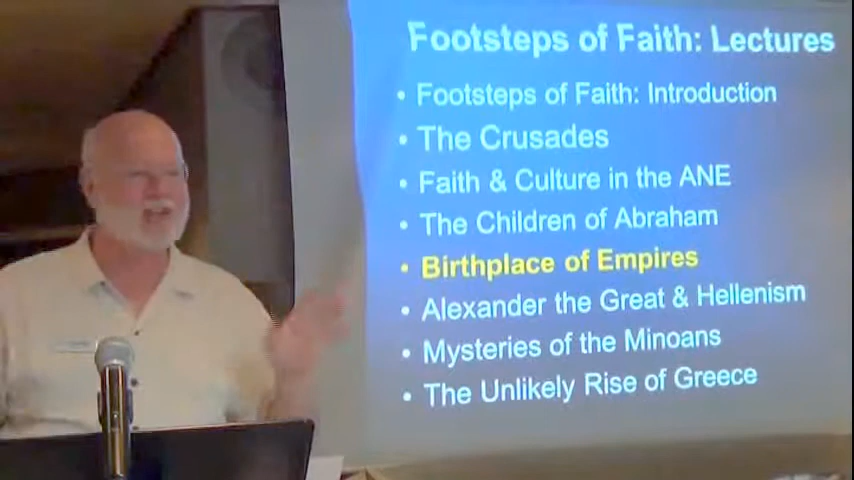 Footsteps of Faith: Lectures
• Footsteps of Faith: Introduction
• The Crusades
• Faith & Culture in the ANE
• The Children of Abraham
• Birthplace of Empires
• Alexander the Great & Hellenism
• Mysteries of the Minoans
• The Unlikely Rise of Greece